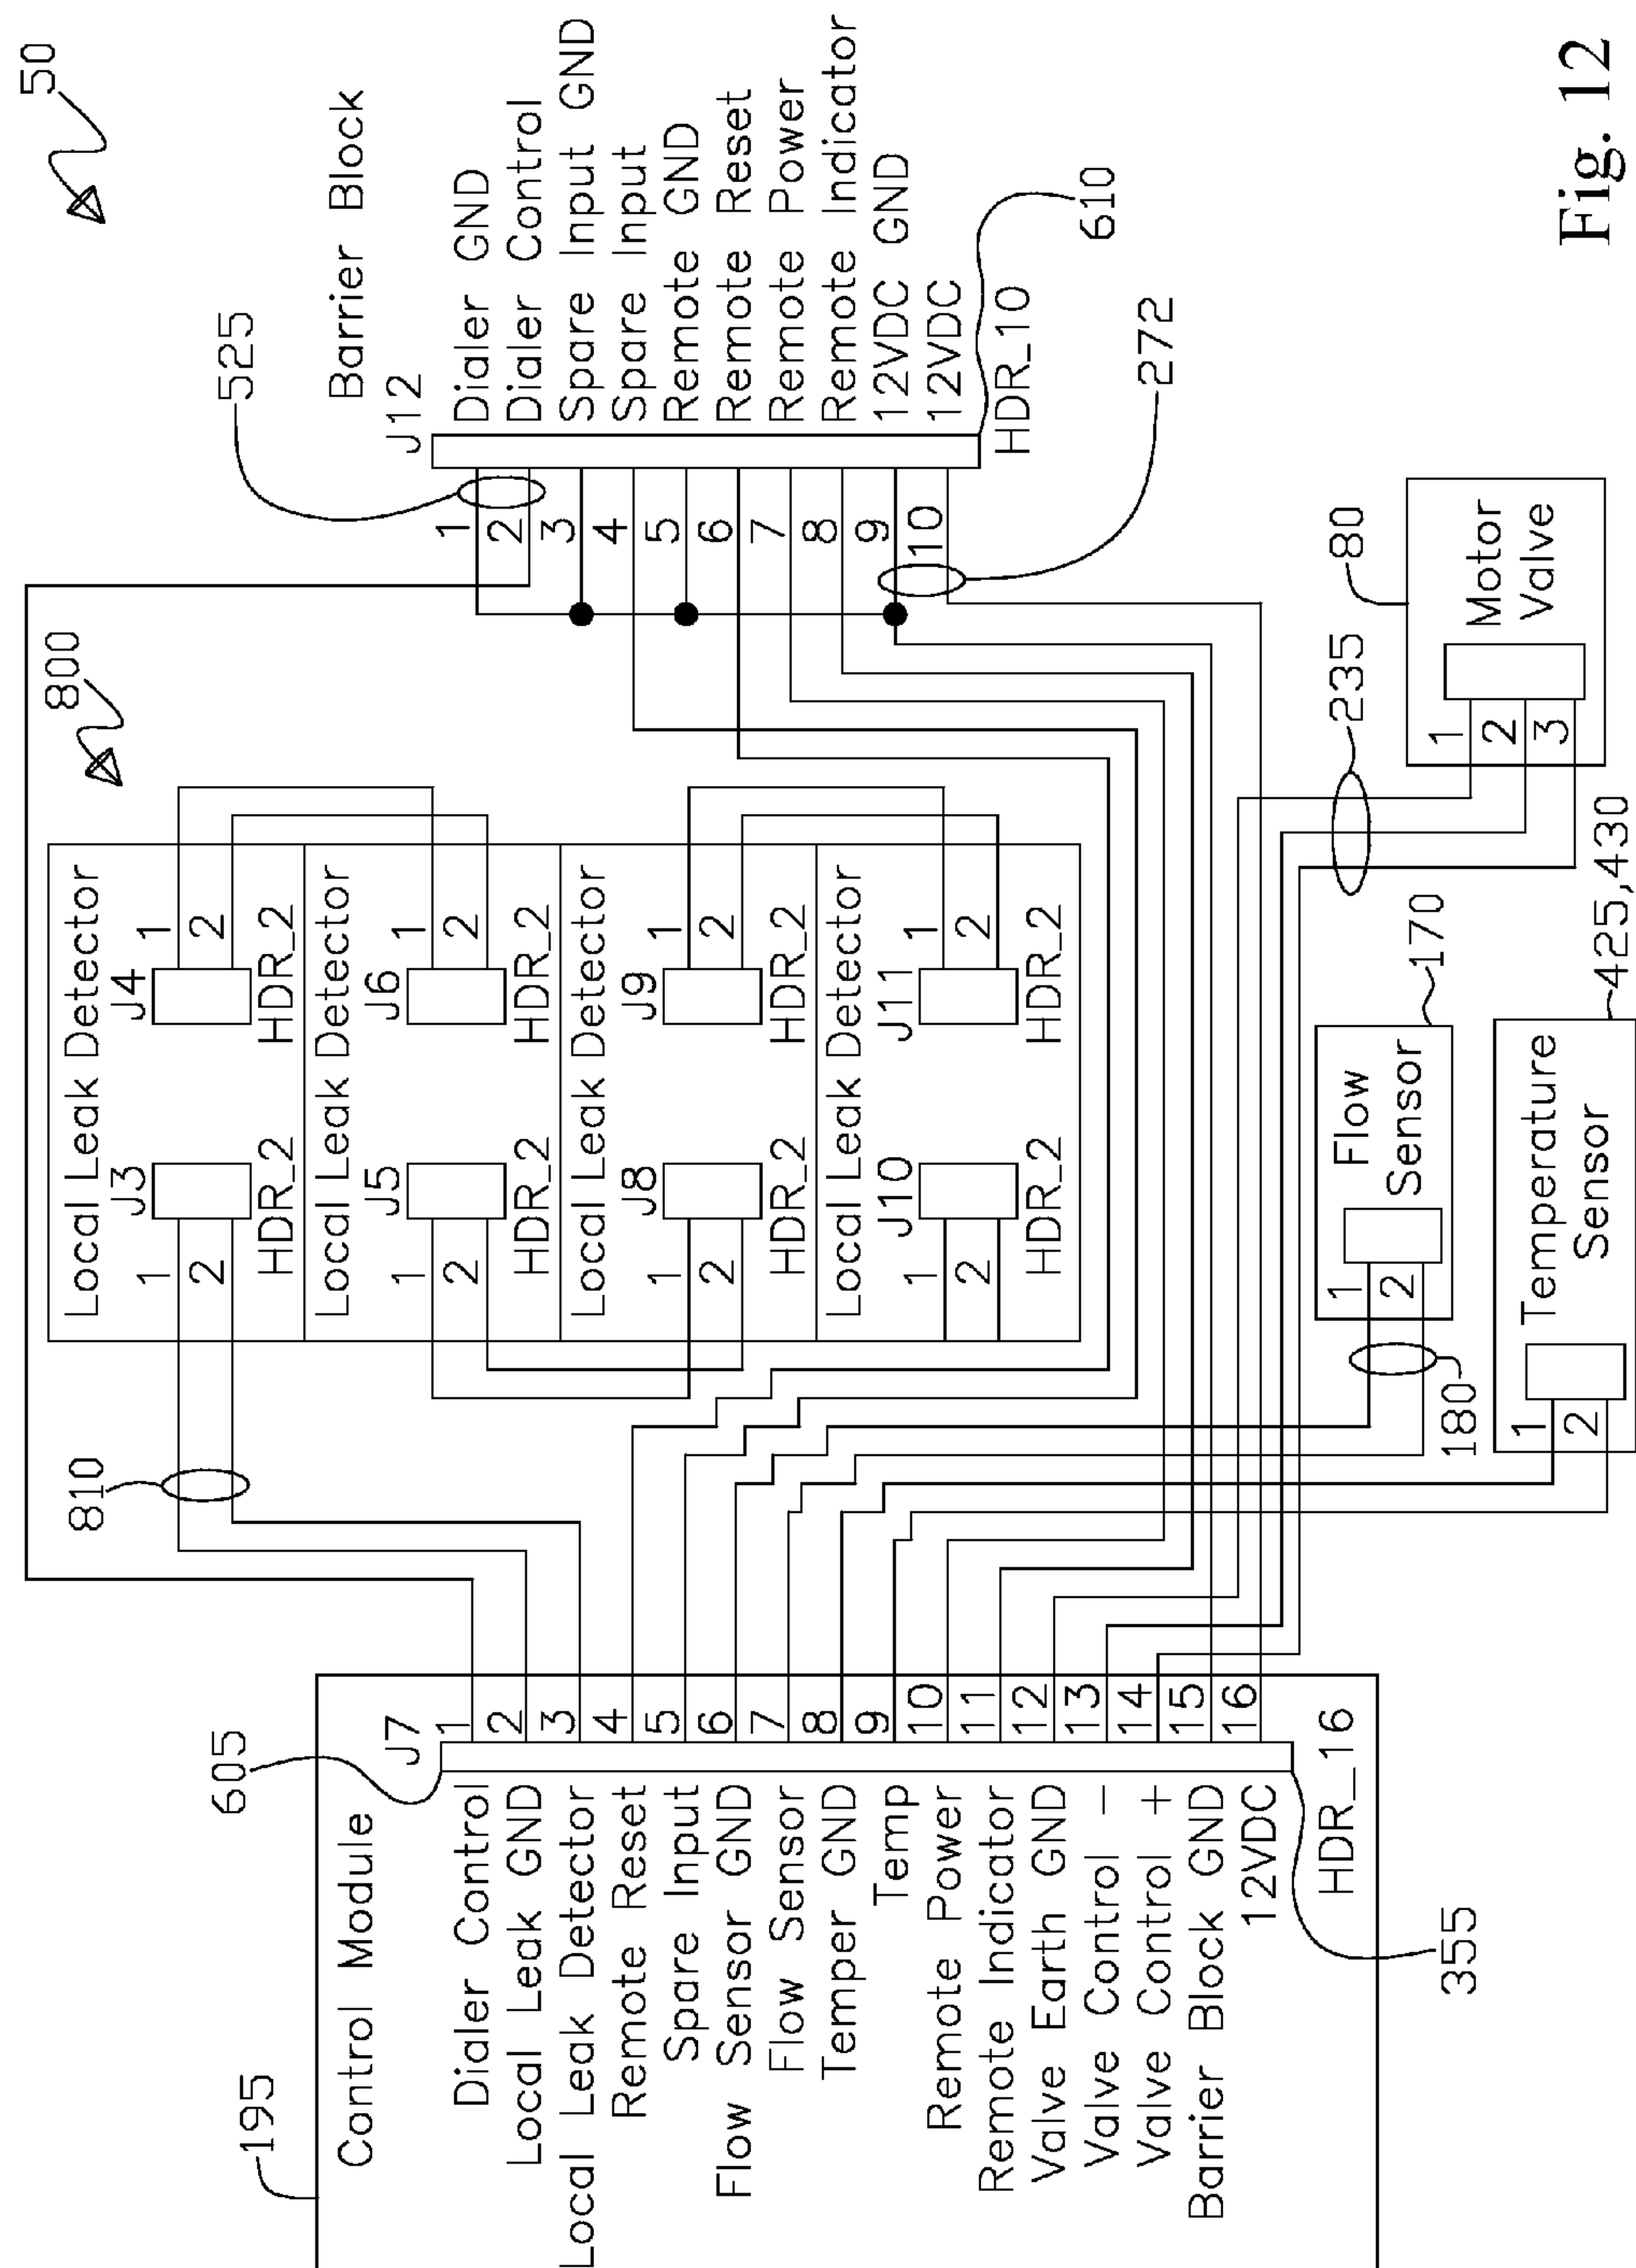 50
195
Control Module
605
J7
Dialer Control 1
Local Leak GND 2
Local Leak Detector 3
Remote Reset 4
Spare Input 5
Flow Sensor GND 6
Flow Sensor 7
Temper GND 8
Temp 9
Remote Power 10
Remote Indicator 11
Valve Earth GND 12
Valve Control − 13
Valve Control + 14
Barrier Block GND 15
12VDC 16
HDR_16
355
810
800
Local Leak Detector
J3 J4
1 1
2 2
HDR_2 HDR_2
Local Leak Detector
J5 J6
1 1
2 2
HDR_2 HDR_2
Local Leak Detector
J8 J9
1 1
2 2
HDR_2 HDR_2
Local Leak Detector
J10 J11
1 1
2 2
HDR_2 HDR_2
525
Barrier Block
J12
1 Dialer GND
2 Dialer Control
3 Spare Input GND
4 Spare Input
5 Remote GND
6 Remote Reset
7 Remote Power
8 Remote Indicator
9 12VDC GND
10 12VDC
HDR_10
610
272
180
1
2
Flow
Sensor
170
1
2
Temperature
Sensor
425,430
235
80
1
2
3
Motor
Valve
Fig. 12